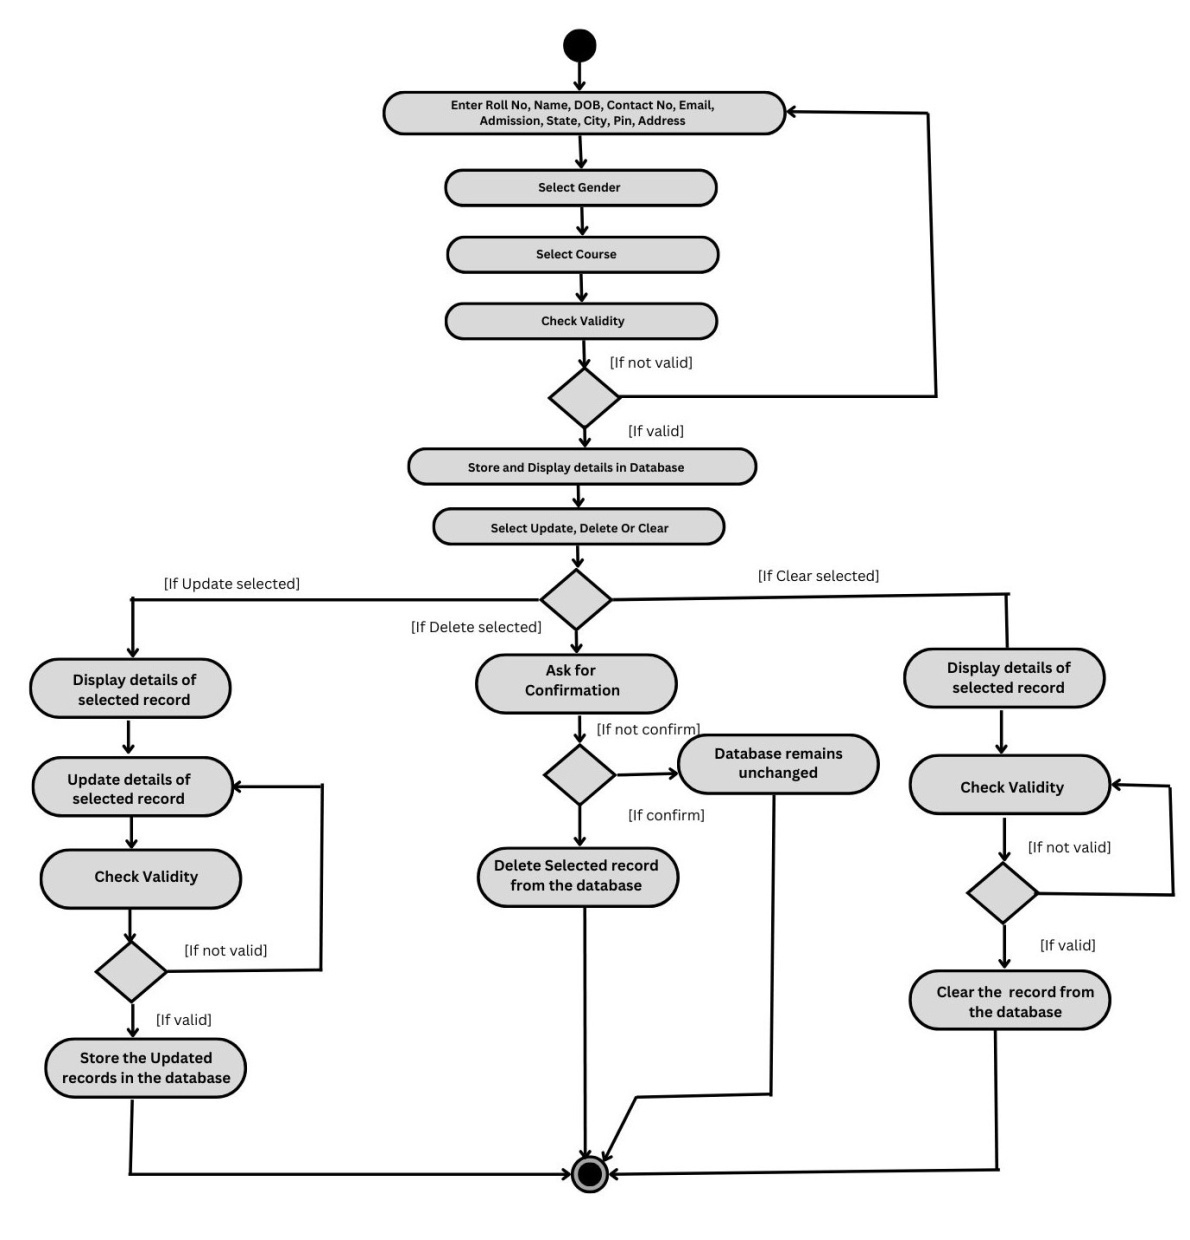 Enter Roll No, Name, DOB, Contact No, Email,
Admission, State, City, Pin, Address
Select Gender
Select Course
Check Validity
[If not valid]
[If valid]
Store and Display details in Database
Select Update, Delete Or Clear
[If Update selected]
[If Delete selected]
[If Clear selected]
Display details of
selected record
Update details of
selected record
Check Validity
[If not valid]
[If valid]
Store the Updated
records in the database
Ask for
Confirmation
[If not confirm]
Database remains
unchanged
[If confirm]
Delete Selected record
from the database
Display details of
selected record
Check Validity
[If not valid]
[If valid]
Clear the  record from
the database